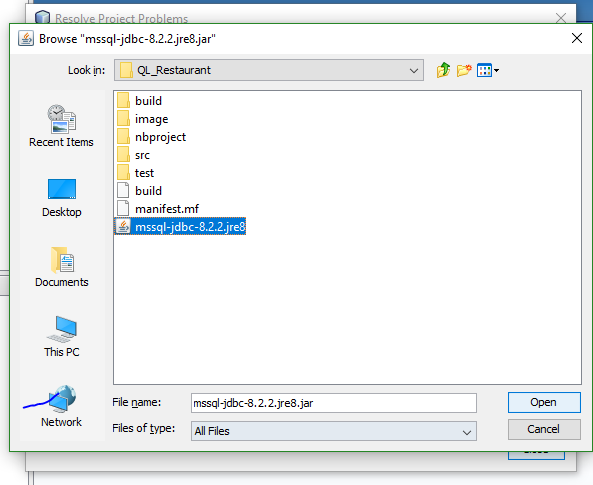 Resolve Project Problems
Browse "mssql-jdbc-8.2.2.jre8.jar"
Look in:
QL_Restaurant
Recent Items
Desktop
Documents
This PC
Network
build
image
nbproject
src
test
build
manifest.mf
mssql-jdbc-8.2.2.jre8
File name:
mssql-jdbc-8.2.2.jre8.jar
Open
Files of type:
All Files
Cancel
Close